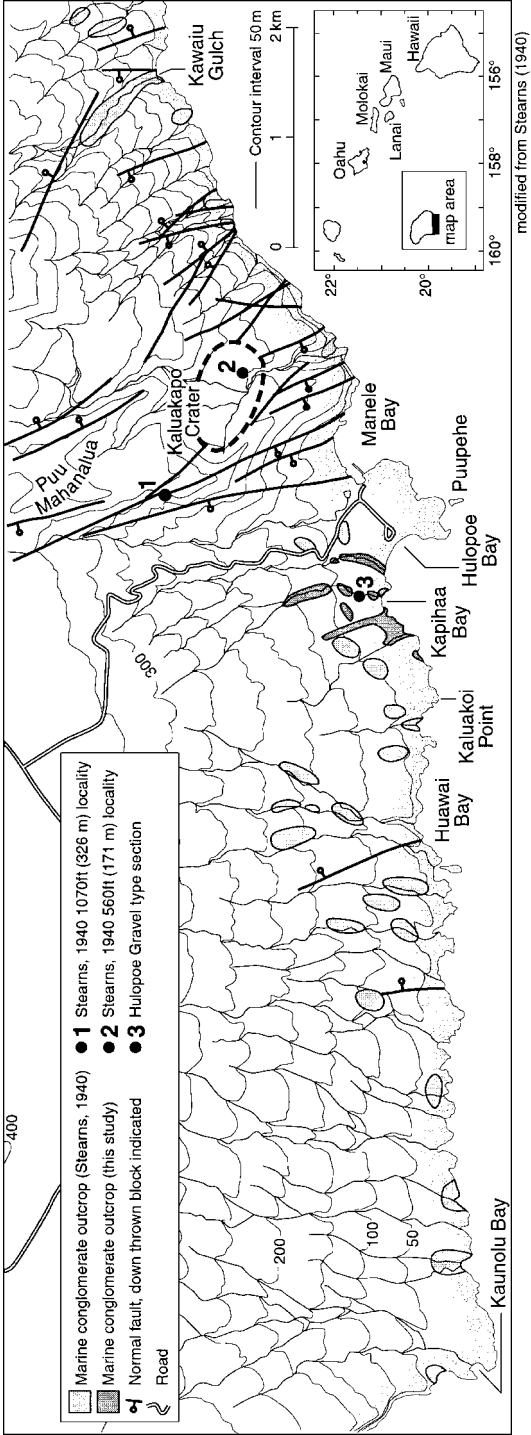 400
Marine conglomerate outcrop (Stearns, 1940)
Marine conglomerate outcrop (this study)
Normal fault, down thrown block indicated
Road
1 Stearns, 1940 1070ft (326 m) locality
2 Stearns, 1940 560ft (171 m) locality
3 Hulopoe Gravel type section
300
200
100
50
Puu
Mahanalua
1
Kaluakapo
Crater
2
3
Kaunolu Bay
Huawai
Bay
Kaluakoi
Point
Kapihaa
Bay
Hulopoe
Bay
Puupehe
Manele
Bay
Kawaiu
Gulch
0
1
2 km
Contour interval 50 m
22°
20°
160°
158°
156°
Oahu
Molokai
Lanai
Maui
Hawaii
map area
modified from Stearns (1940)